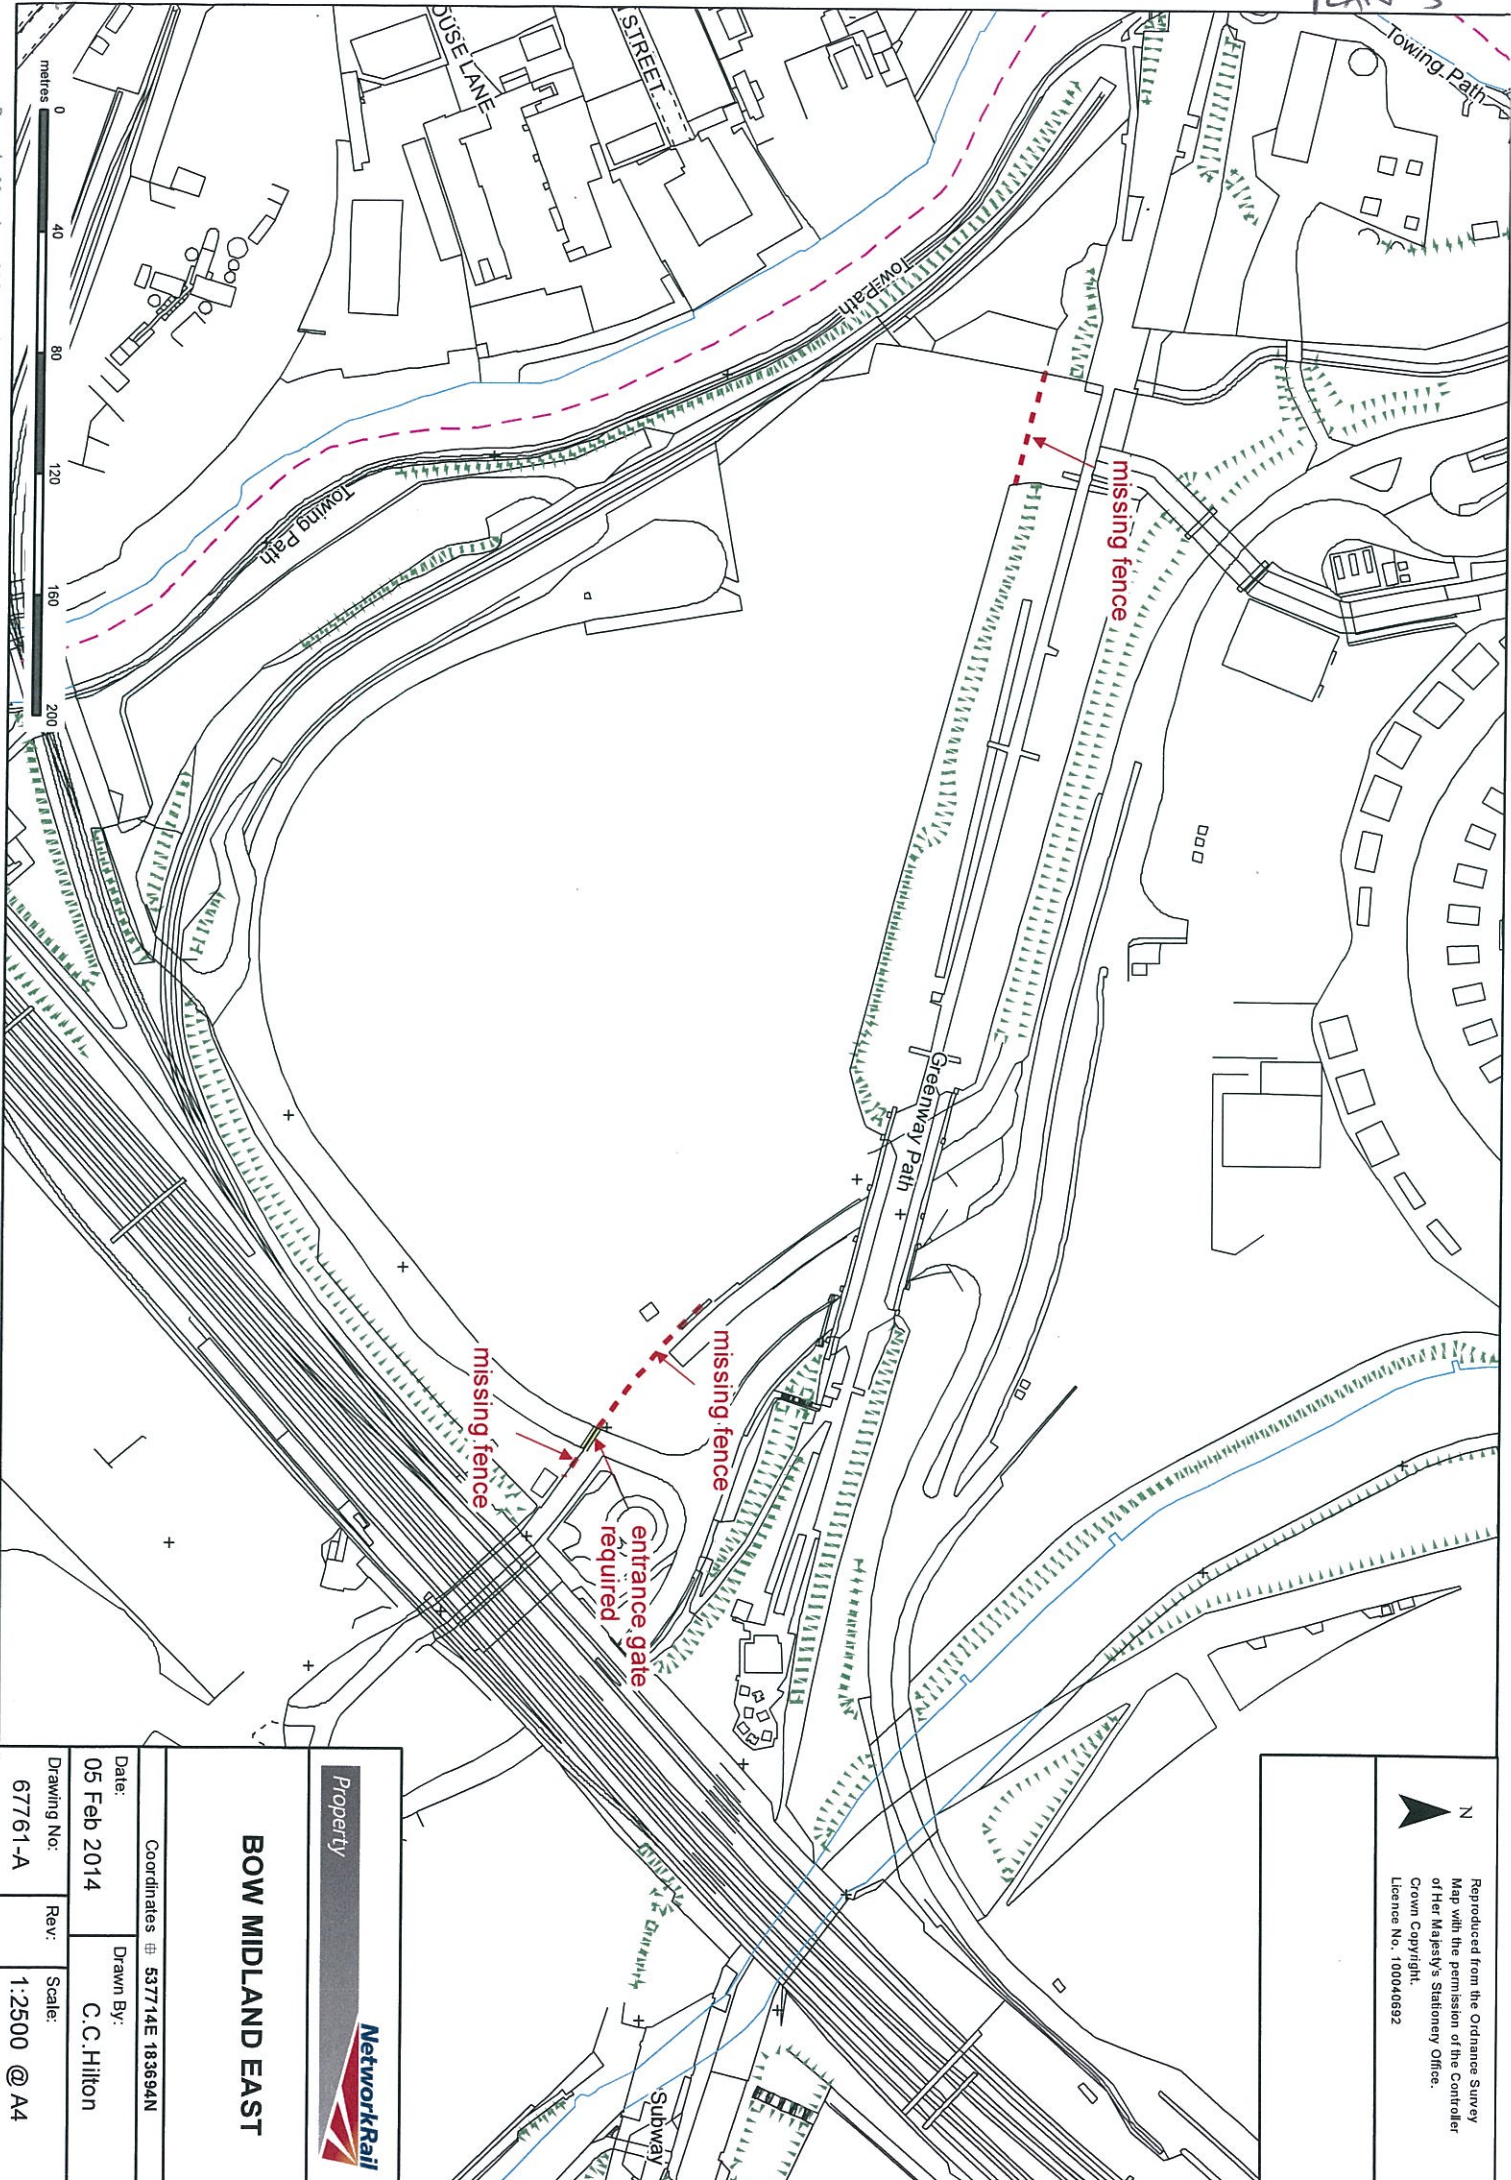 PLAN 3
Towing Path
STREET
OUSE LANE
Tow Path
Towing Path
missing fence
Greenway Path
missing fence
missing fence
entrance gate
required
Subway
metres 0 40 80 120 160 200
N
Reproduced from the Ordnance Survey
Map with the permission of the Controller
of Her Majesty's Stationery Office.
Crown Copyright.
Licence No. 100040692
Property
NetworkRail
BOW MIDLAND EAST
Coordinates 537714E 183694N
Date:
05 Feb 2014
Drawn By:
C.C.Hilton
Drawing No:
67761-A
Rev:
Scale:
1:2500 @ A4